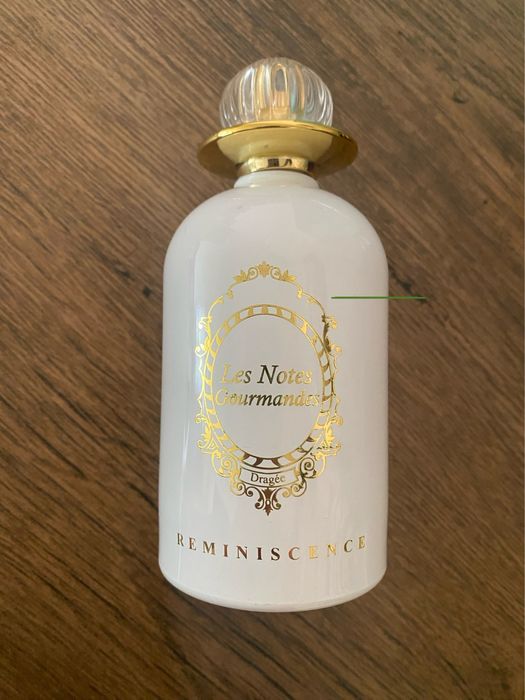 Les Notes
Gourmandes
Dragée
REMINISCENCE